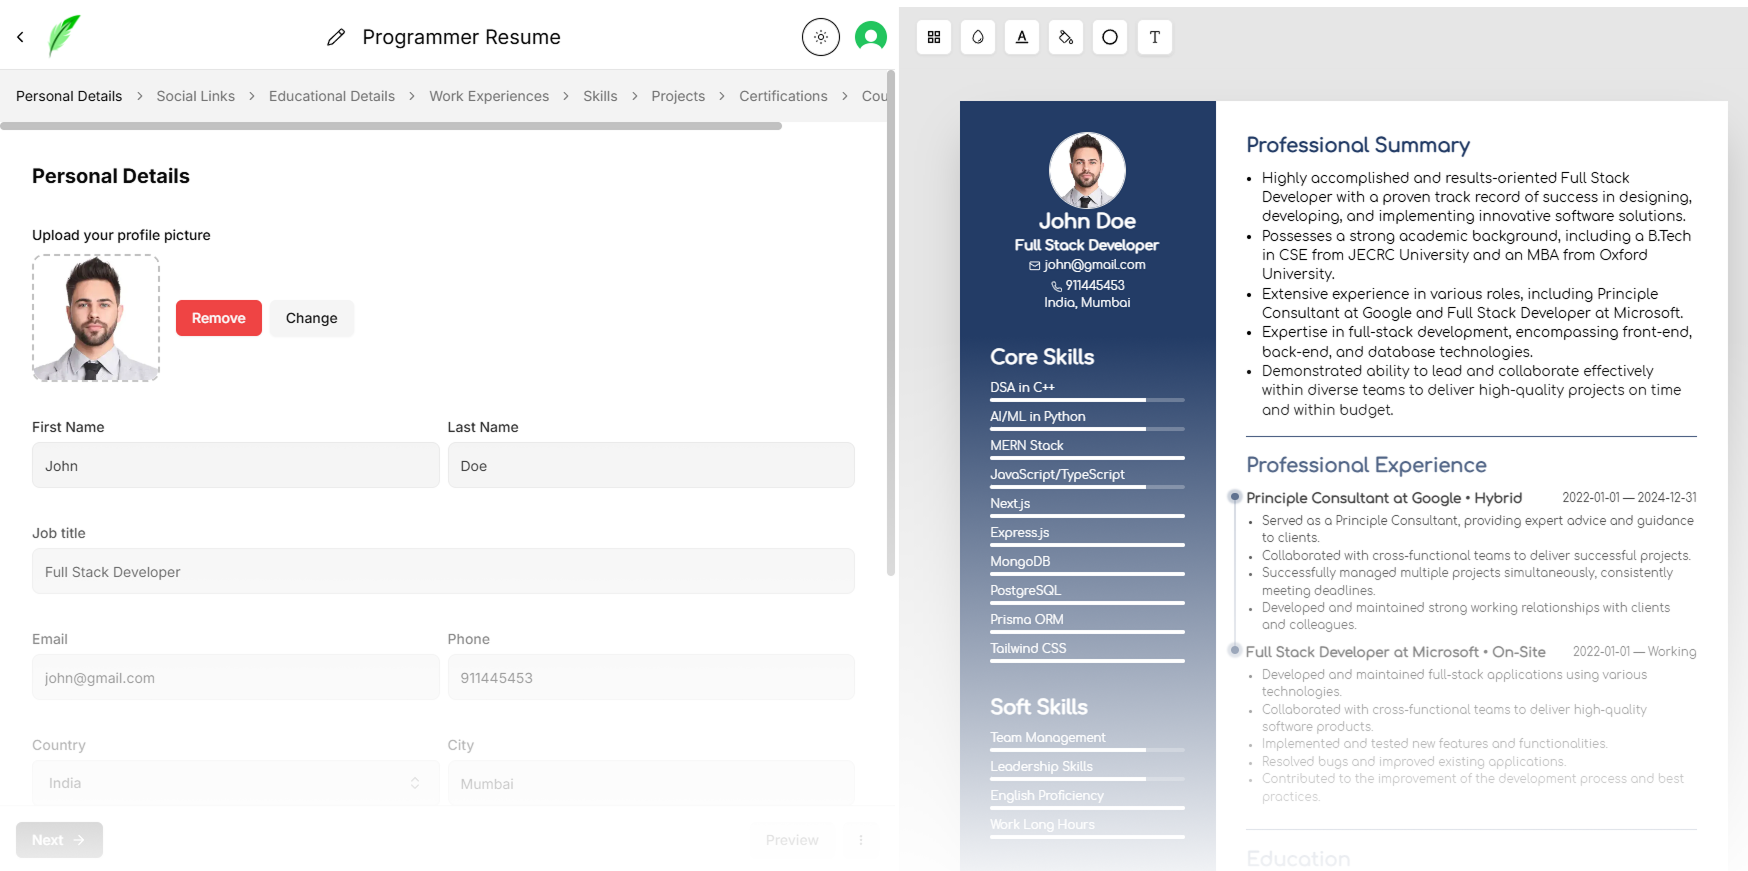 Programmer Resume
Personal Details
Social Links
Educational Details
Work Experiences
Skills
Projects
Certifications
Cou
Personal Details
Upload your profile picture
Remove
Change
First Name
Last Name
John
Doe
Job title
Full Stack Developer
Email
Phone
john@gmail.com
911445453
Country
City
India
Mumbai
Next
Preview
A
T
John Doe
Full Stack Developer
john@gmail.com
911445453
India, Mumbai
Core Skills
DSA in C++
AI/ML in Python
MERN Stack
JavaScript/TypeScript
Next.js
Express.js
MongoDB
PostgreSQL
Prisma ORM
Tailwind CSS
Soft Skills
Team Management
Leadership Skills
English Proficiency
Work Long Hours
Professional Summary
• Highly accomplished and results-oriented Full Stack
Developer with a proven track record of success in designing,
developing, and implementing innovative software solutions.
• Possesses a strong academic background, including a B.Tech
in CSE from JECRC University and an MBA from Oxford
University.
• Extensive experience in various roles, including Principle
Consultant at Google and Full Stack Developer at Microsoft.
• Expertise in full-stack development, encompassing front-end,
back-end, and database technologies.
• Demonstrated ability to lead and collaborate effectively
within diverse teams to deliver high-quality projects on time
and within budget.
Professional Experience
Principle Consultant at Google • Hybrid 2022-01-01 — 2024-12-31
• Served as a Principle Consultant, providing expert advice and guidance
to clients.
• Collaborated with cross-functional teams to deliver successful projects.
• Successfully managed multiple projects simultaneously, consistently
meeting deadlines.
• Developed and maintained strong working relationships with clients
and colleagues.
Full Stack Developer at Microsoft • On-Site 2022-01-01 — Working
• Developed and maintained full-stack applications using various
technologies.
• Collaborated with cross-functional teams to deliver high-quality
software products.
• Implemented and tested new features and functionalities.
• Resolved bugs and improved existing applications.
• Contributed to the improvement of the development process and best
practices.
Education